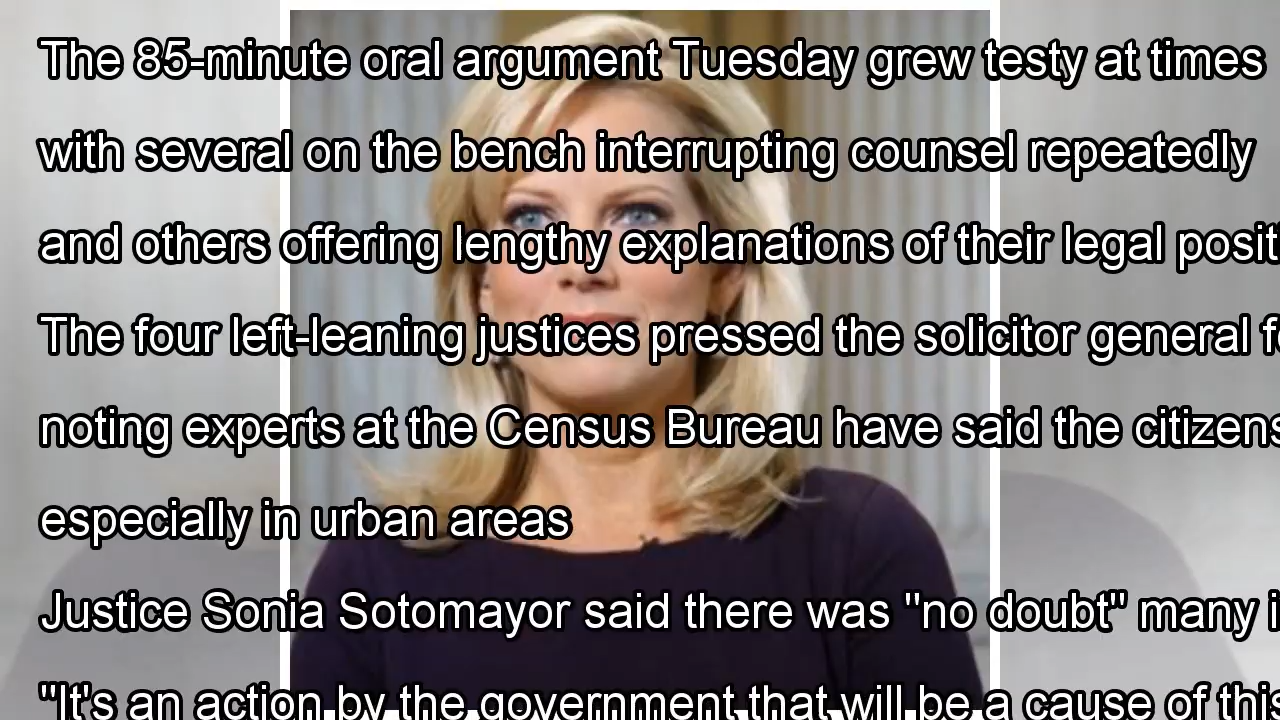 The 85-minute oral argument Tuesday grew testy at times
with several on the bench interrupting counsel repeatedly
and others offering lengthy explanations of their legal
The four left-leaning justices pressed the solicitor general
noting experts at the Census Bureau have said the
especially in urban areas
Justice Sonia Sotomayor said there was "no doubt" many
"It's an action by the government that will be a cause of this